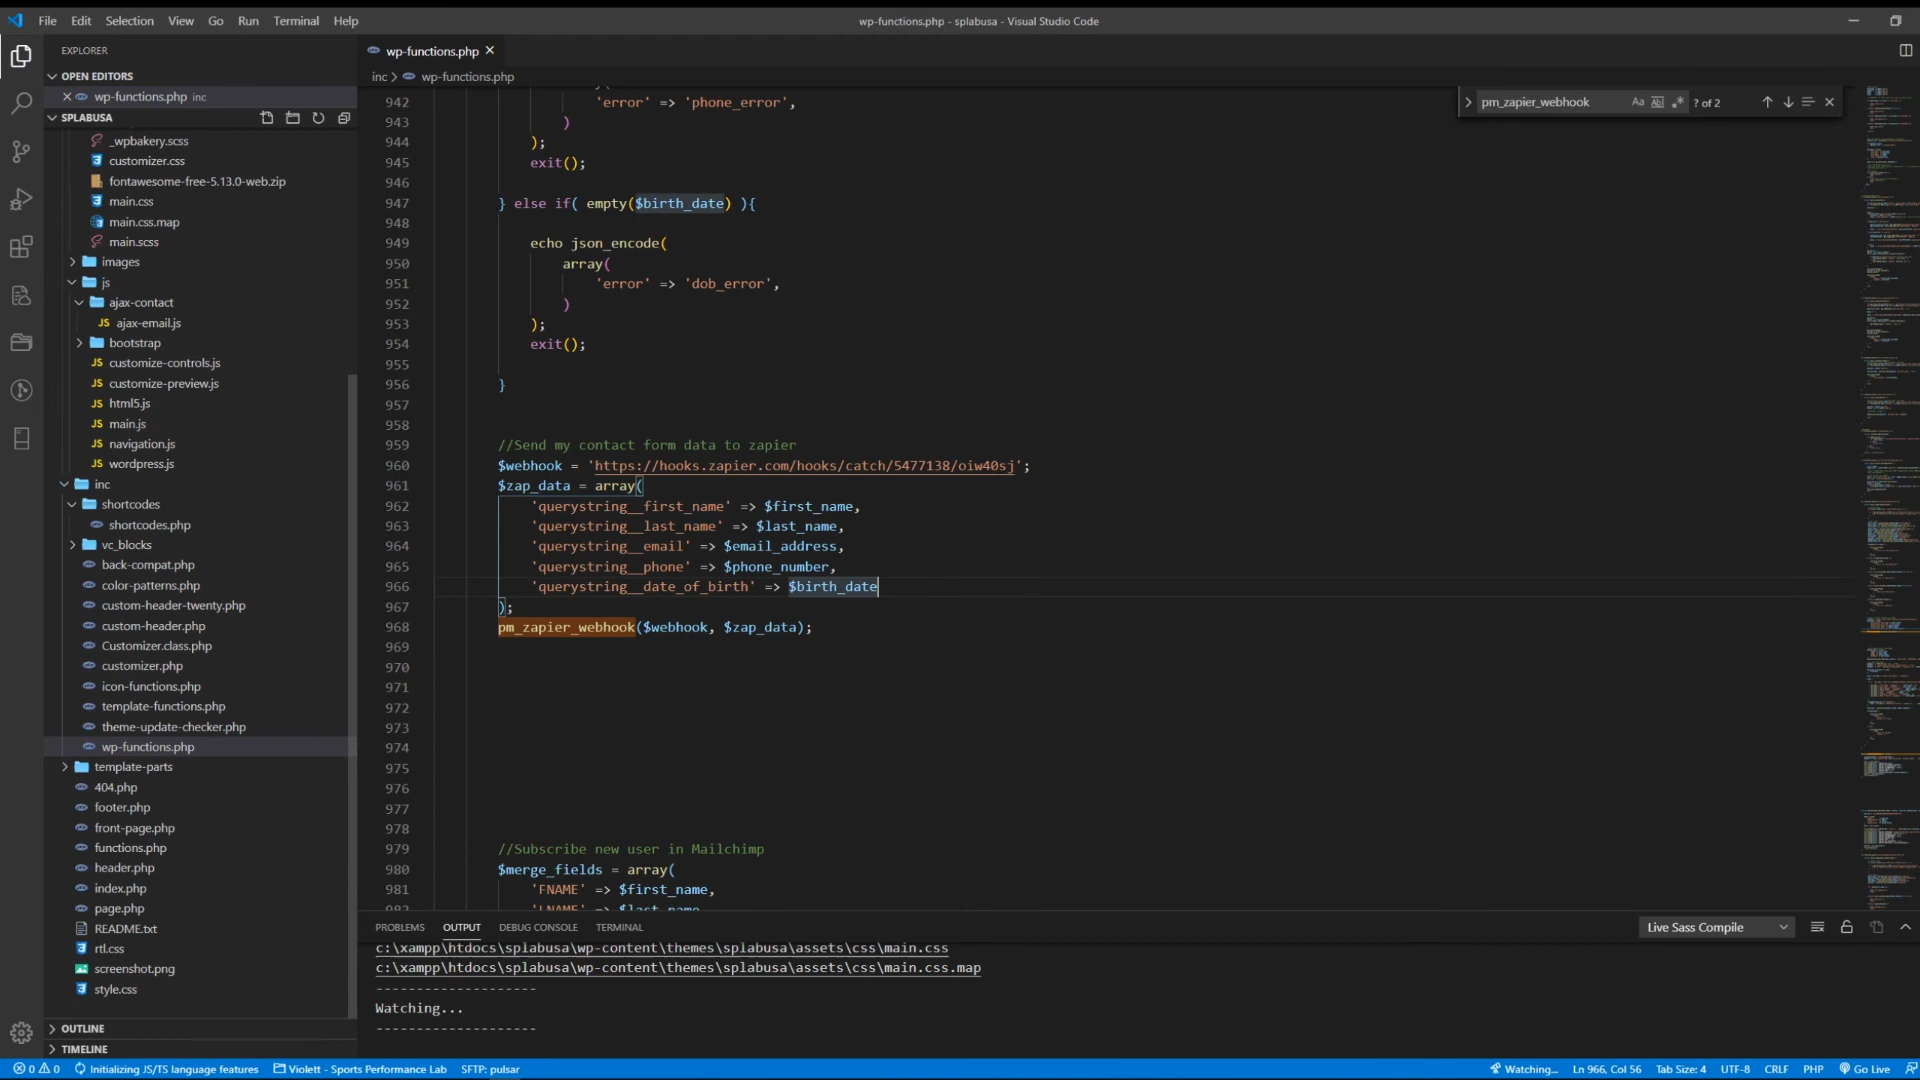 File Edit Selection View Go Run Terminal Help
wp-functions.php - splabusa - Visual Studio Code
EXPLORER
OPEN EDITORS
wp-functions.php inc
SPLABUSA
_wpbakery.scss
customizer.css
fontawesome-free-5.13.0-web.zip
main.css
main.css.map
main.scss
images
js
ajax-contact
JS ajax-email.js
bootstrap
JS customize-controls.js
JS customize-preview.js
JS html5.js
JS main.js
JS navigation.js
JS wordpress.js
inc
shortcodes
shortcodes.php
vc_blocks
back-compat.php
color-patterns.php
custom-header-twenty.php
custom-header.php
Customizer.class.php
customizer.php
icon-functions.php
template-functions.php
theme-update-checker.php
wp-functions.php
template-parts
404.php
footer.php
front-page.php
functions.php
header.php
index.php
page.php
README.txt
rtl.css
screenshot.png
style.css
OUTLINE
TIMELINE
wp-functions.php
inc > wp-functions.php
pm_zapier_webhook Aa Ab .* ? of 2
942 'error' => 'phone_error',
943 )
944 );
945 exit();
946
947 } else if( empty($birth_date) ){
948
949 echo json_encode(
950 array(
951 'error' => 'dob_error',
952 )
953 );
954 exit();
955
956 }
957
958
959 //Send my contact form data to zapier
960 $webhook = 'https://hooks.zapier.com/hooks/catch/5477138/oiw40sj';
961 $zap_data = array(
962 'querystring__first_name' => $first_name,
963 'querystring__last_name' => $last_name,
964 'querystring__email' => $email_address,
965 'querystring__phone' => $phone_number,
966 'querystring__date_of_birth' => $birth_date
967 );
968 pm_zapier_webhook($webhook, $zap_data);
969
970
971
972
973
974
975
976
977
978
979 //Subscribe new user in Mailchimp
980 $merge_fields = array(
981 'FNAME' => $first_name,
982 'LNAME' => $last_name
PROBLEMS OUTPUT DEBUG CONSOLE TERMINAL
Live Sass Compile
c:\xampp\htdocs\splabusa\wp-content\themes\splabusa\assets\css\main.css
c:\xampp\htdocs\splabusa\wp-content\themes\splabusa\assets\css\main.css.map
--------------------
Watching...
--------------------
0 0 Initializing JS/TS language features Violett - Sports Performance Lab SFTP: pulsar
Watching... Ln 966, Col 56 Tab Size: 4 UTF-8 CRLF PHP Go Live